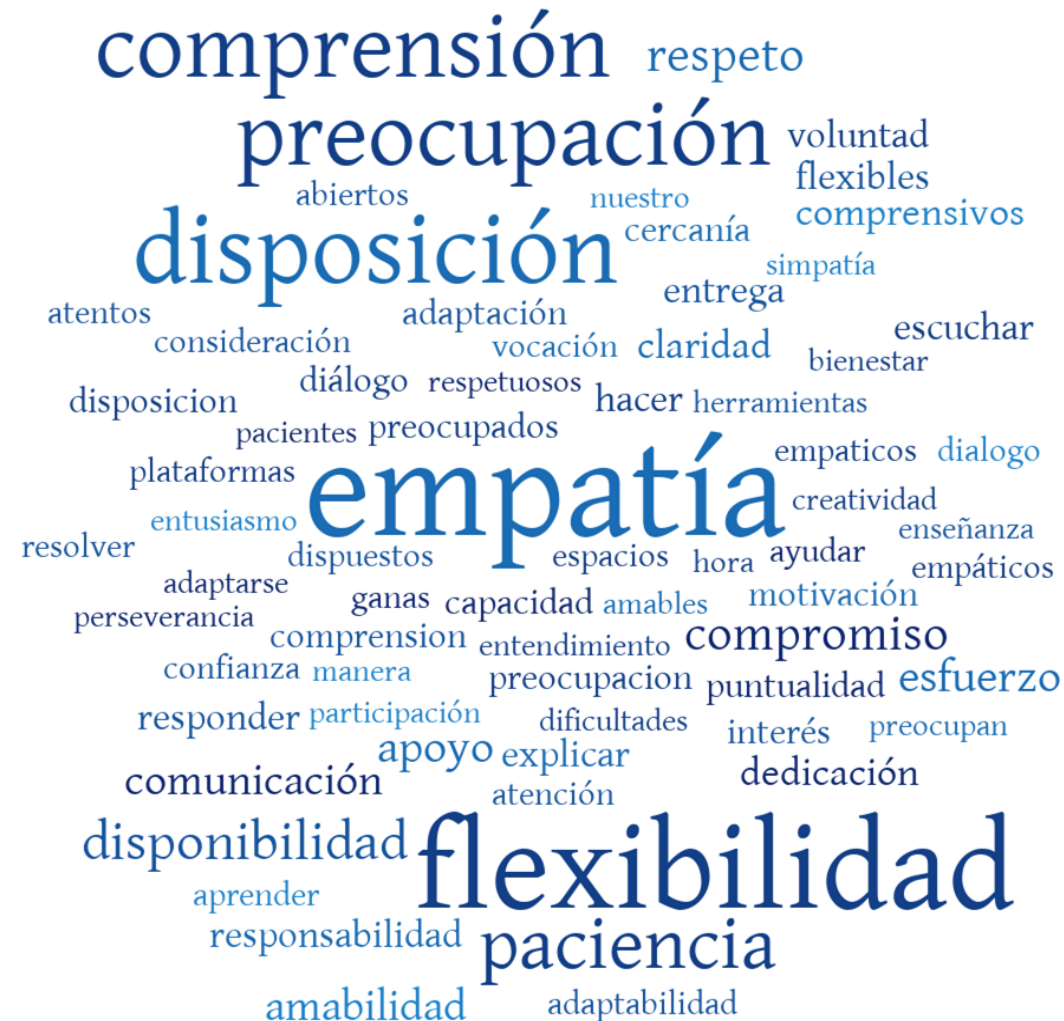 comprensión respeto
preocupación voluntad
flexibles
abiertos nuestro comprensivos
disposición cercanía
simpatía
entrega
atentos adaptación escuchar
consideración vocación claridad bienestar
disposicion diálogo respetuosos hacer herramientas
pacientes preocupados
plataformas empatía empaticos dialogo
creatividad
entusiasmo enseñanza
resolver dispuestos espacios hora ayudar empáticos
adaptarse ganas capacidad amables motivación
perseverancia
comprension entendimiento compromiso
confianza manera preocupacion puntualidad esfuerzo
responder participación dificultades interés preocupan
apoyo explicar
comunicación atención dedicación
disponibilidad flexibilidad
aprender
responsabilidad paciencia
amabilidad adaptabilidad